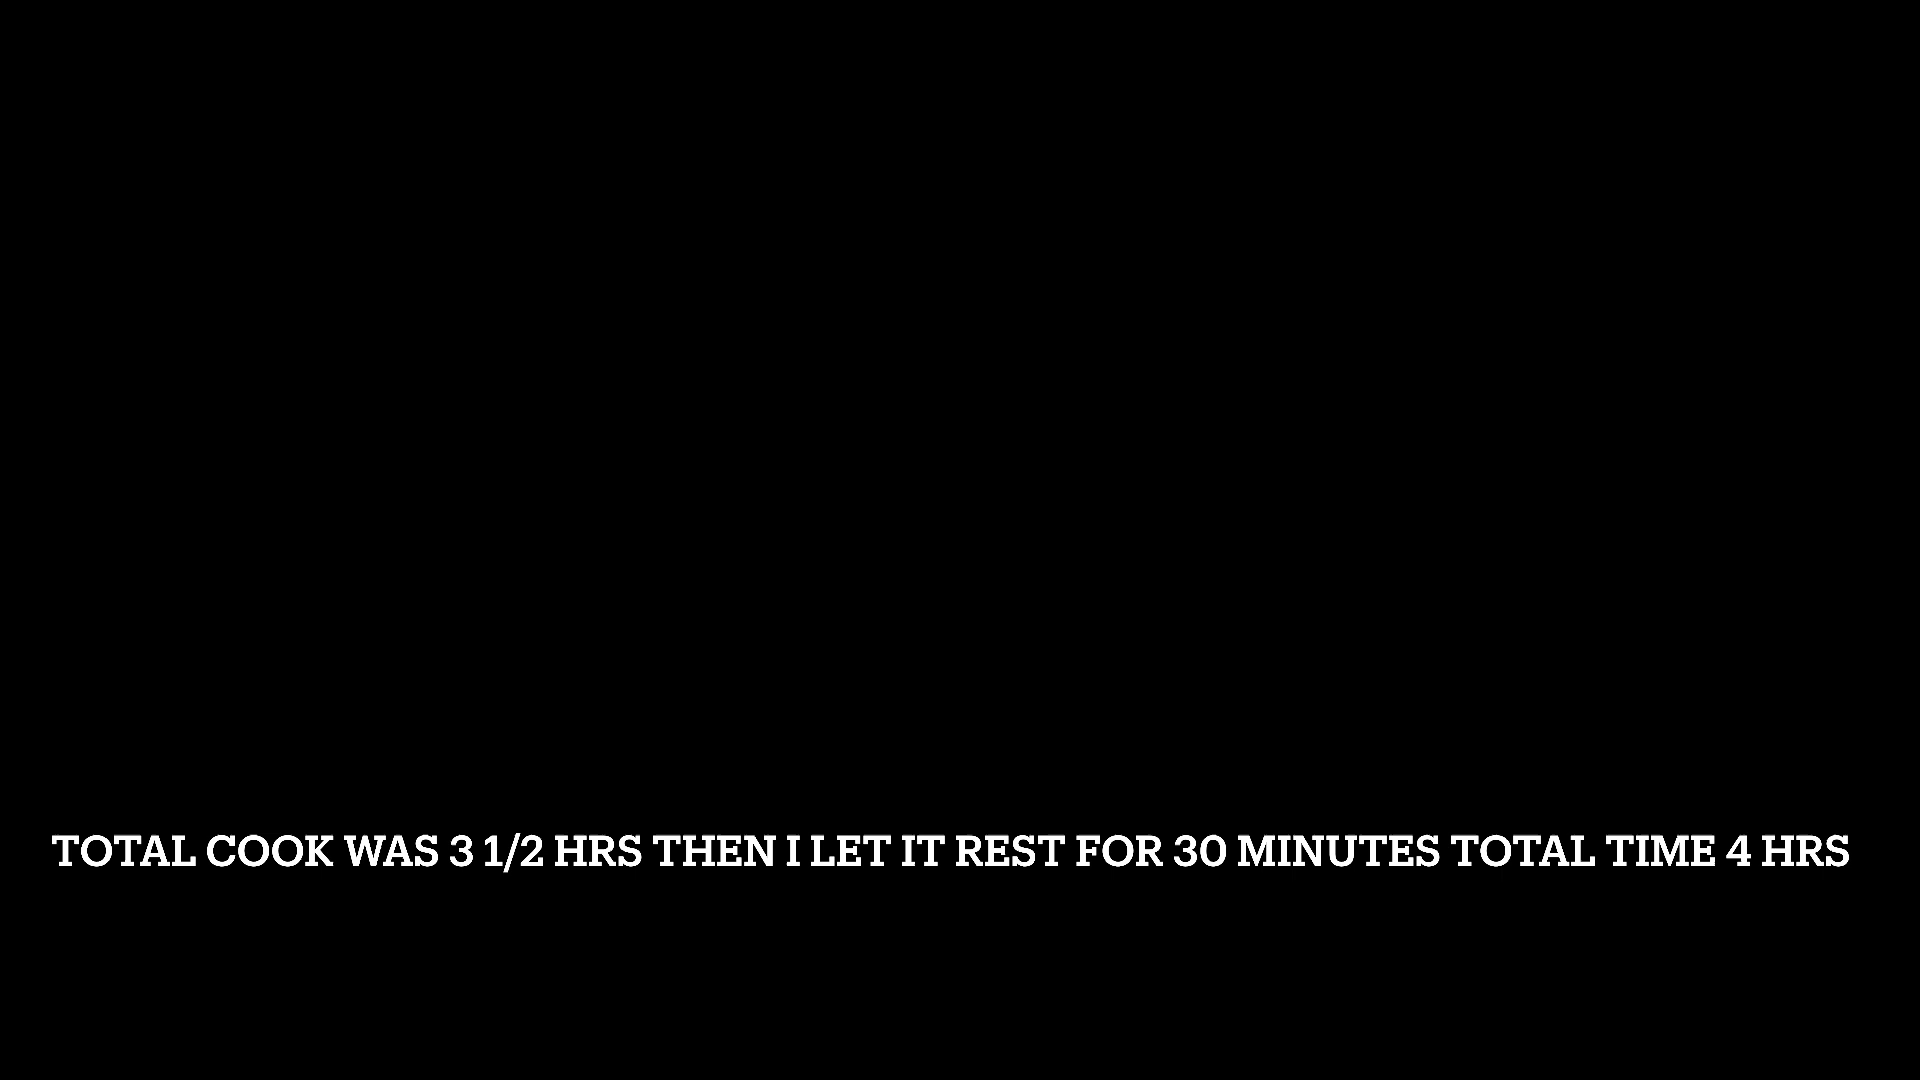 TOTAL COOK WAS 3 1/2 HRS THEN I LET IT REST FOR 30 MINUTES TOTAL TIME 4 HRS